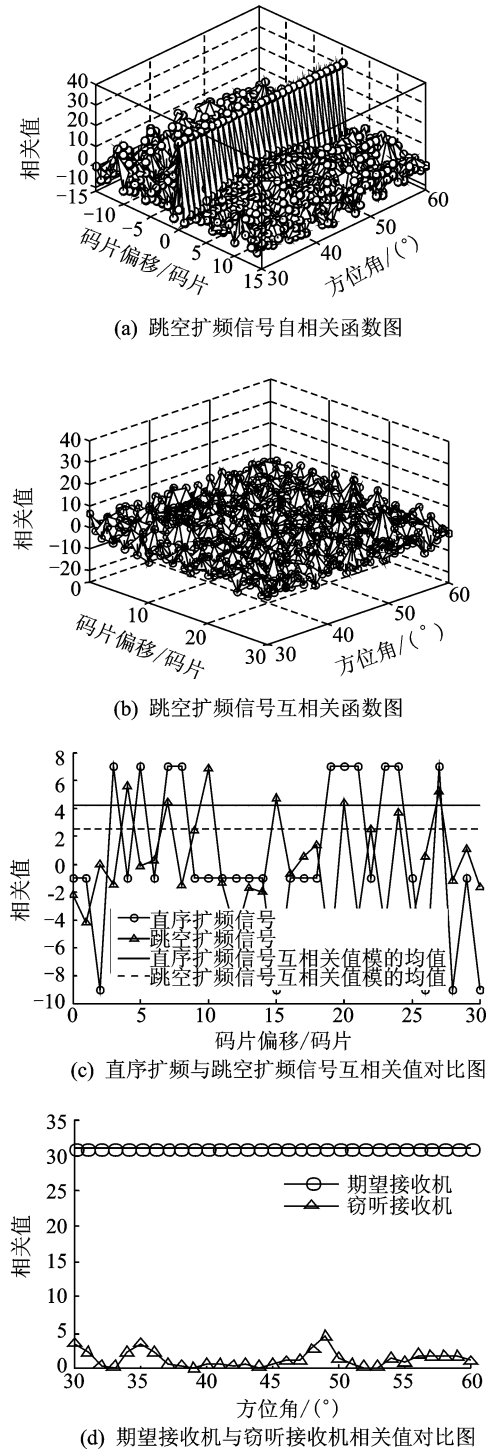 40
30
20
10
0
−10
−15
−10
−5
0
5
10
15
30
40
50
60
相关值
码片偏移/码片
方位角/(°)
(a) 跳空扩频信号自相关函数图
40
30
20
10
0
−10
−20
0
10
20
30
30
40
50
60
相关值
码片偏移/码片
方位角/(°)
(b) 跳空扩频信号互相关函数图
8
6
4
2
0
−2
−4
−6
−8
−10
相关值
直序扩频信号
跳空扩频信号
直序扩频信号互相关值模的均值
跳空扩频信号互相关值模的均值
0 5 10 15 20 25 30
码片偏移/码片
(c) 直序扩频与跳空扩频信号互相关值对比图
35
30
25
20
15
10
5
0
相关值
期望接收机
窃听接收机
30 35 40 45 50 55 60
方位角/(°)
(d) 期望接收机与窃听接收机相关值对比图